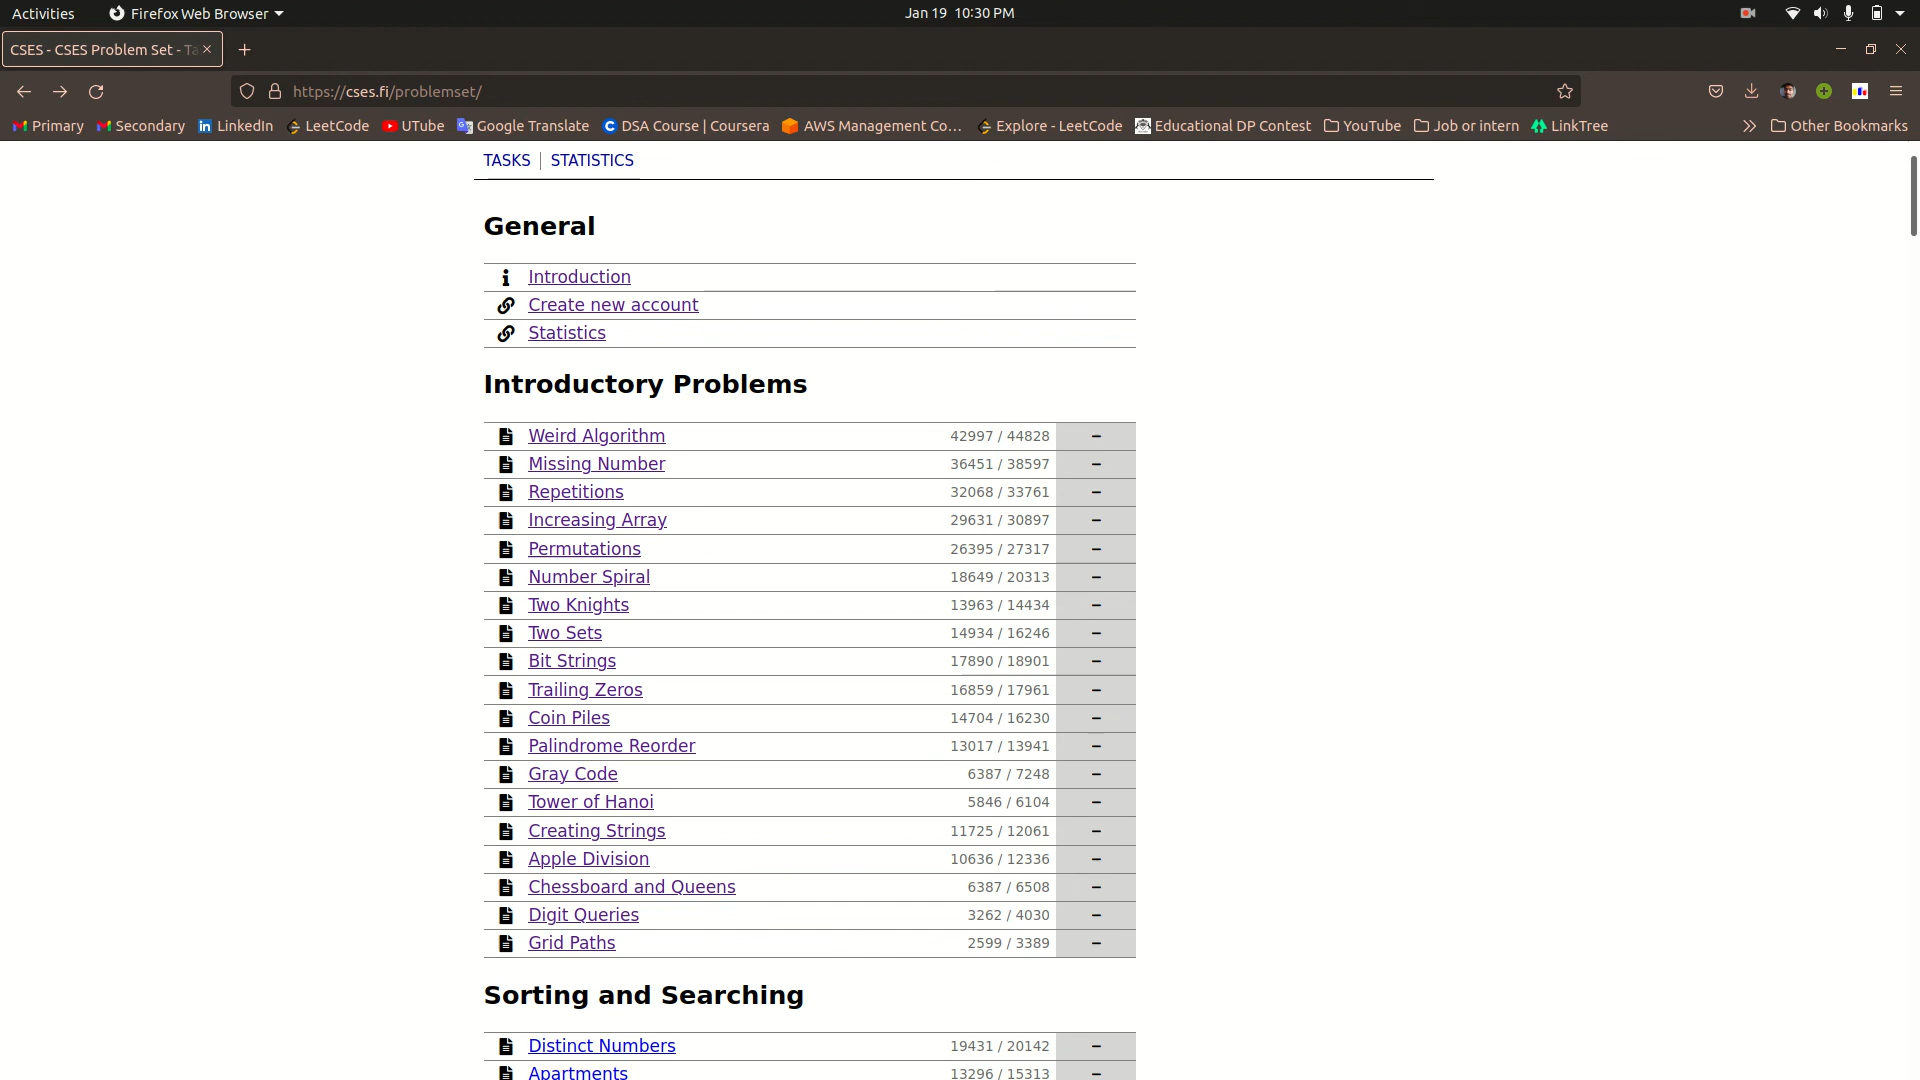 Activities Firefox Web Browser Jan 19 10:30 PM
CSES - CSES Problem Set - Ta
https://cses.fi/problemset/
Primary Secondary LinkedIn LeetCode UTube Google Translate DSA Course | Coursera AWS Management Co... Explore - LeetCode Educational DP Contest YouTube Job or intern LinkTree Other Bookmarks
TASKS | STATISTICS
General
Introduction
Create new account
Statistics
Introductory Problems
Weird Algorithm 42997 / 44828 –
Missing Number 36451 / 38597 –
Repetitions 32068 / 33761 –
Increasing Array 29631 / 30897 –
Permutations 26395 / 27317 –
Number Spiral 18649 / 20313 –
Two Knights 13963 / 14434 –
Two Sets 14934 / 16246 –
Bit Strings 17890 / 18901 –
Trailing Zeros 16859 / 17961 –
Coin Piles 14704 / 16230 –
Palindrome Reorder 13017 / 13941 –
Gray Code 6387 / 7248 –
Tower of Hanoi 5846 / 6104 –
Creating Strings 11725 / 12061 –
Apple Division 10636 / 12336 –
Chessboard and Queens 6387 / 6508 –
Digit Queries 3262 / 4030 –
Grid Paths 2599 / 3389 –
Sorting and Searching
Distinct Numbers 19431 / 20142 –
Apartments 13296 / 15313 –